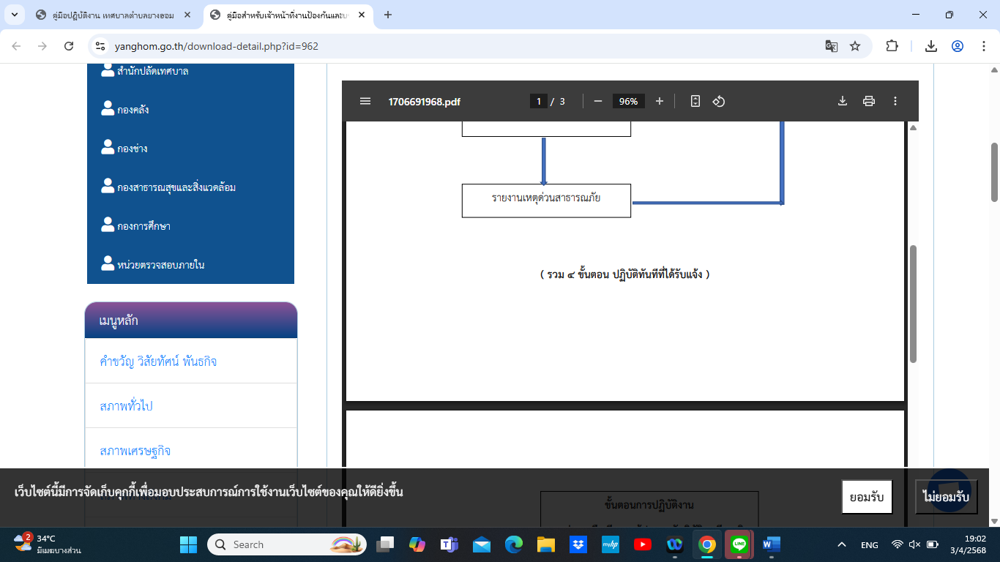 คู่มือปฏิบัติงาน เทศบาลตำบลยางฮอม
คู่มือสำหรับเจ้าหน้าที่งานป้องกันและบร
yanghom.go.th/download-detail.php?id=962
สำนักปลัดเทศบาล
กองคลัง
กองช่าง
กองสาธารณสุขและสิ่งแวดล้อม
กองการศึกษา
หน่วยตรวจสอบภายใน
เมนูหลัก
คำขวัญ วิสัยทัศน์ พันธกิจ
สภาพทั่วไป
สภาพเศรษฐกิจ
1706691968.pdf
1 / 3
96%
รายงานเหตุด่วนสาธารณภัย
( รวม ๔ ขั้นตอน ปฏิบัติทันทีที่ได้รับแจ้ง )
ขั้นตอนการปฏิบัติงาน
เว็บไซต์นี้มีการจัดเก็บคุกกี้เพื่อมอบประสบการณ์การใช้งานเว็บไซต์ของคุณให้ดียิ่งขึ้น
ยอมรับ
ไม่ยอมรับ
2
34°C
มีเมฆบางส่วน
Search
myhp
LINE
ENG
19:02
3/4/2568